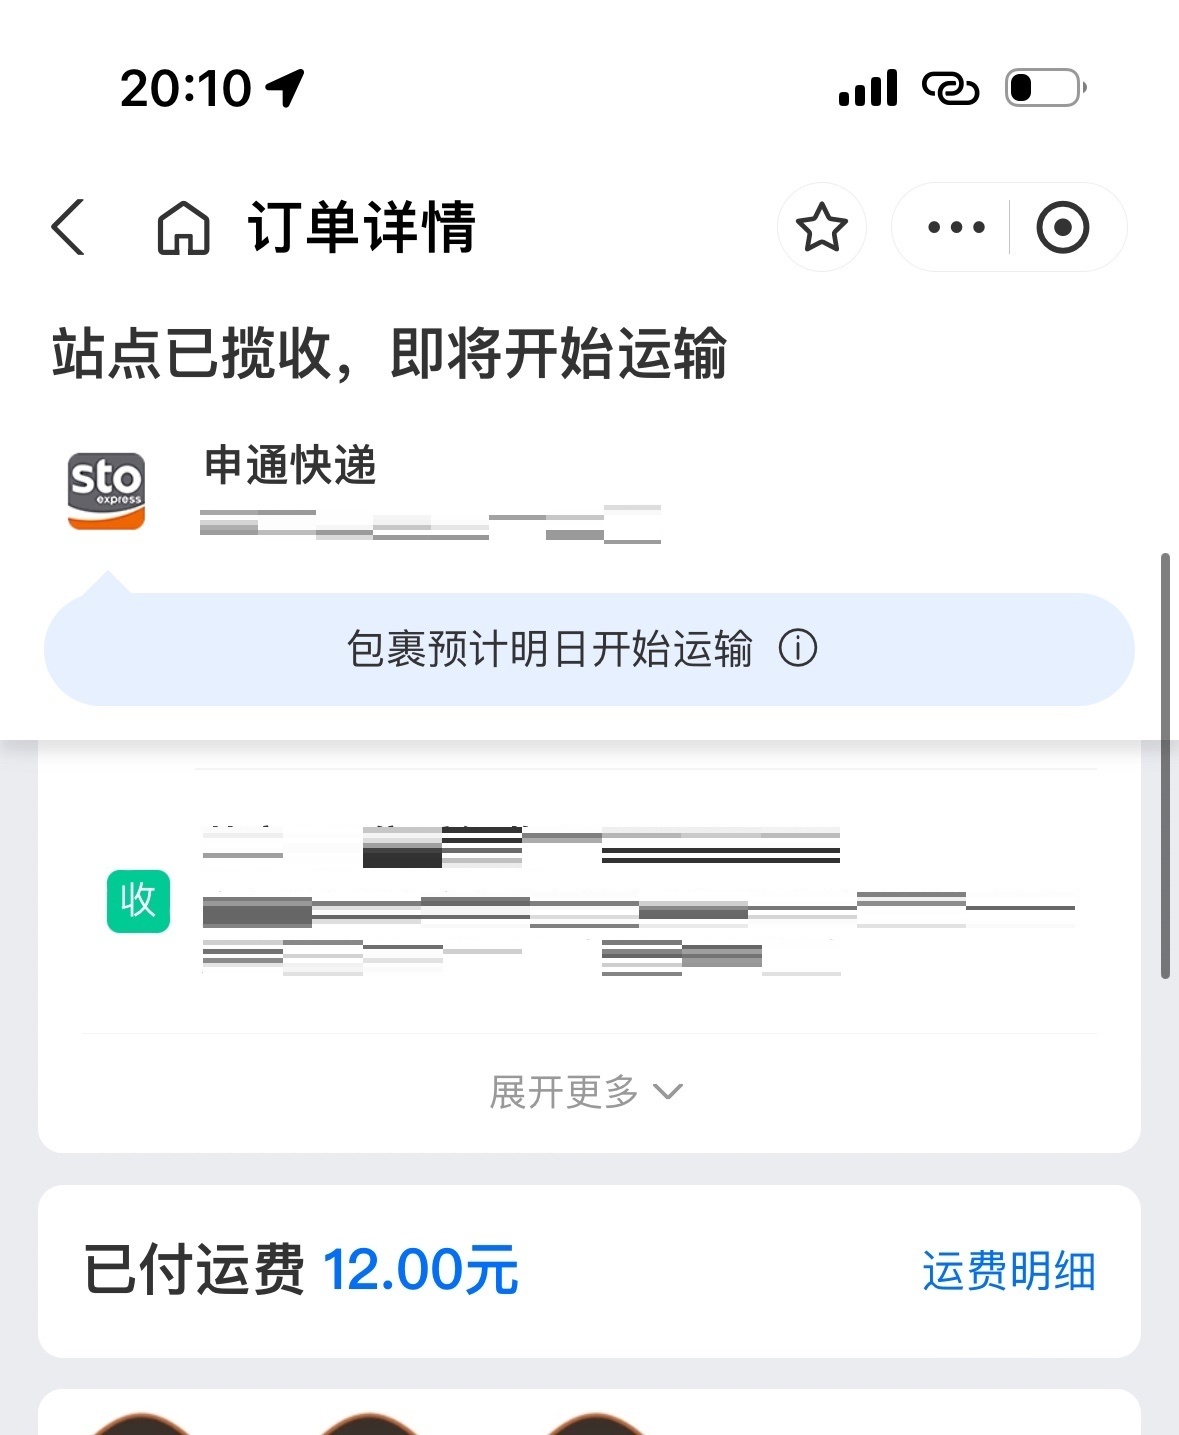 20:10
订单详情
站点已揽收，即将开始运输
sto
express
申通快递
包裹预计明日开始运输
收
展开更多
已付运费 12.00元
运费明细